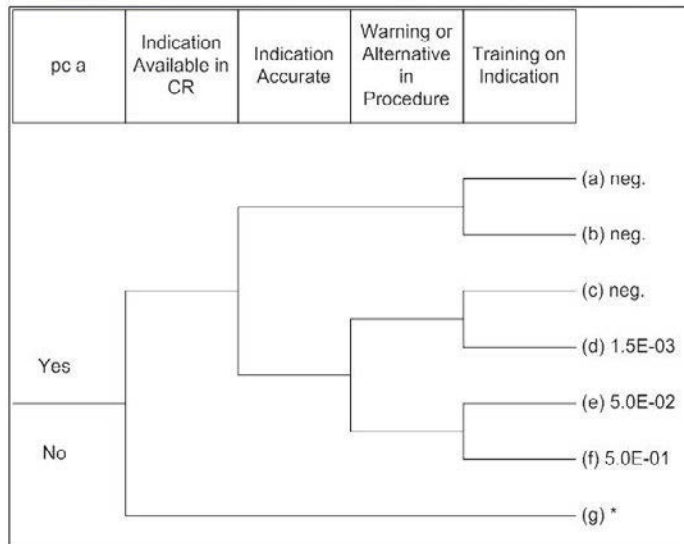 pc a
Indication
Available in
CR
Indication
Accurate
Warning or
Alternative
in
Procedure
Training on
Indication
(a) neg.
(b) neg.
(c) neg.
(d) 1.5E-03
Yes
(e) 5.0E-02
No
(f) 5.0E-01
(g) *